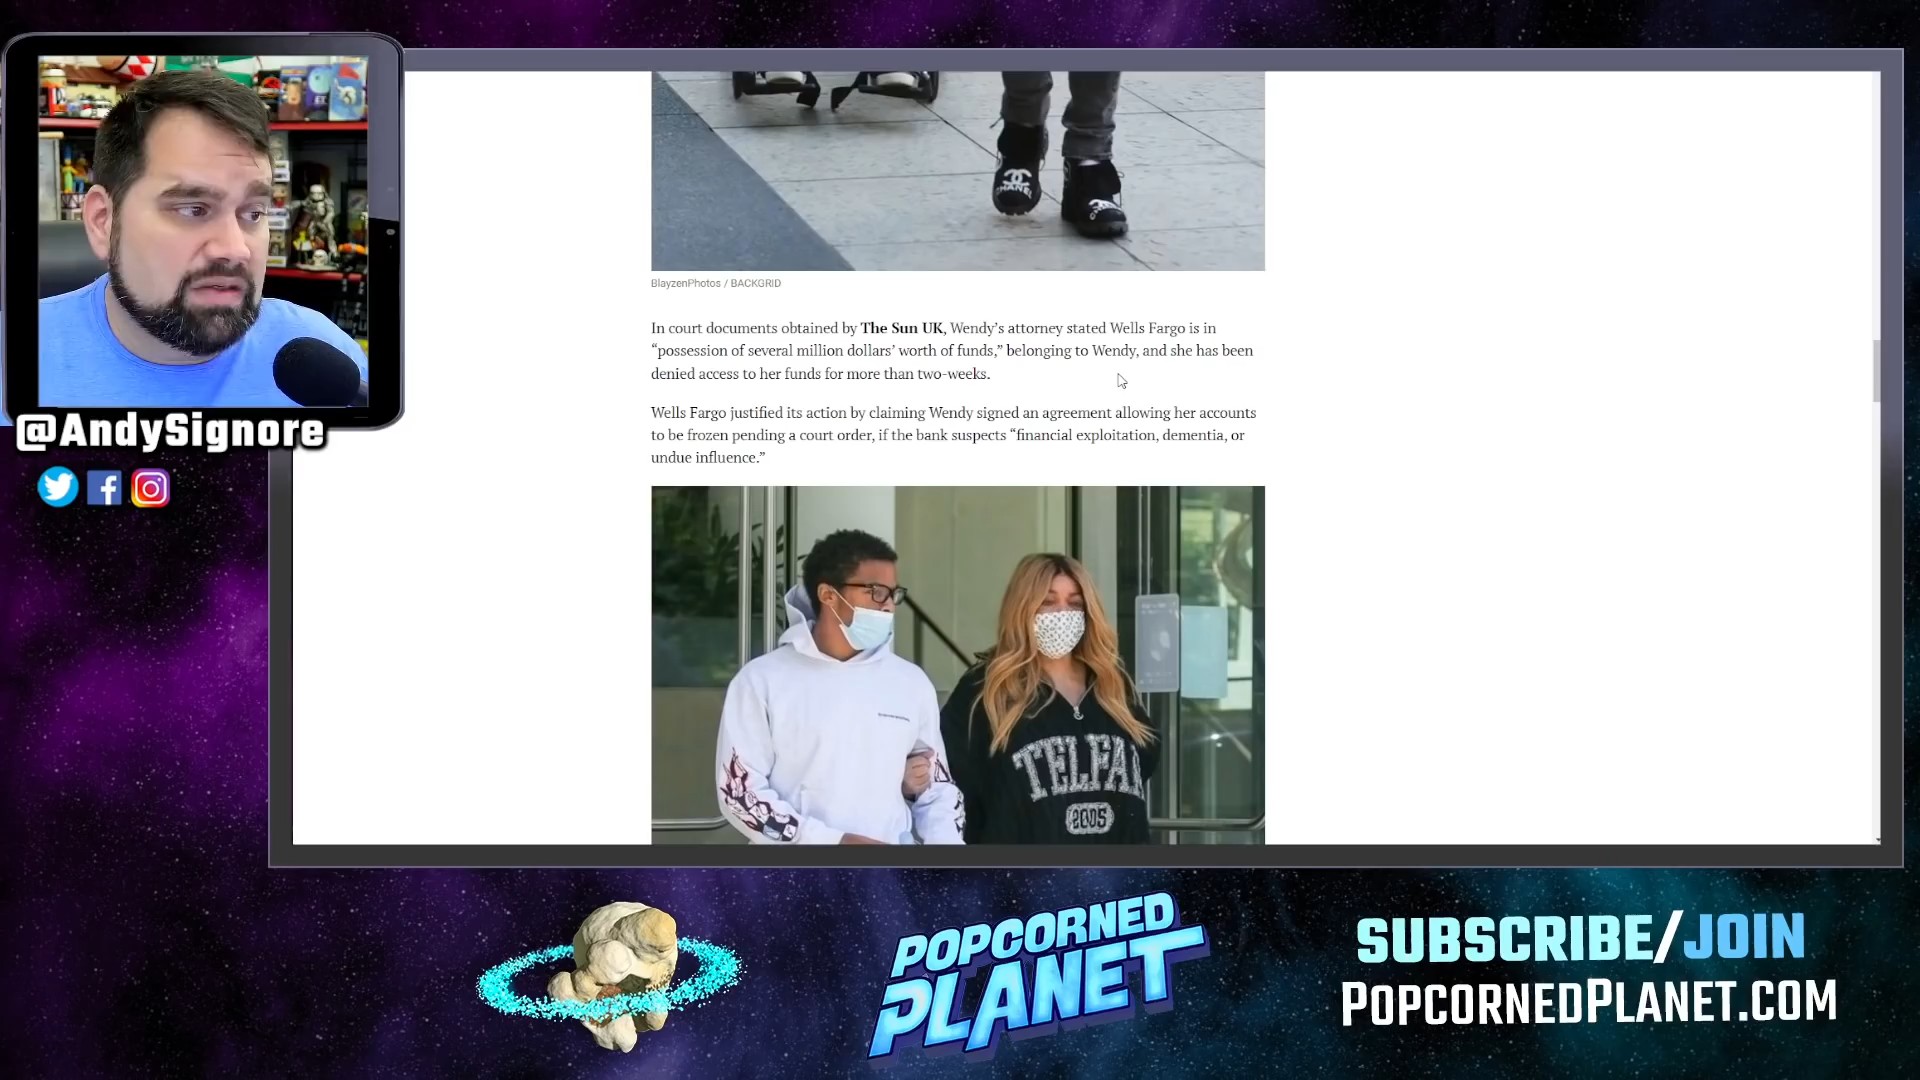 CHANEL
BlayzenPhotos / BACKGRID
In court documents obtained by The Sun UK, Wendy’s attorney stated Wells Fargo is in
“possession of several million dollars’ worth of funds,” belonging to Wendy, and she has been
denied access to her funds for more than two-weeks.
Wells Fargo justified its action by claiming Wendy signed an agreement allowing her accounts
to be frozen pending a court order, if the bank suspects “financial exploitation, dementia, or
undue influence.”
@AndySignore
TELFA
2005
POPCORNED
PLANET
SUBSCRIBE/JOIN
POPCORNEDPLANET.COM